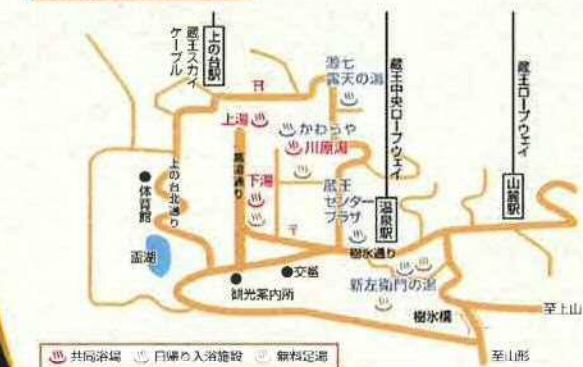 蔵王スカイ
ケーブル
上の台駅
源七
露天の湯
蔵王中央ロープウェイ
蔵王ロープウェイ
上湯
かわらや
川原湯
高湯通り
上の台北通り
体育館
下湯
蔵王
センター
プラザ
温泉駅
山麓駅
樹氷通り
盃湖
交番
観光案内所
新左衛門の湯
樹氷橋
至上山
至山形
共同浴場 日帰り入浴施設 無料足湯